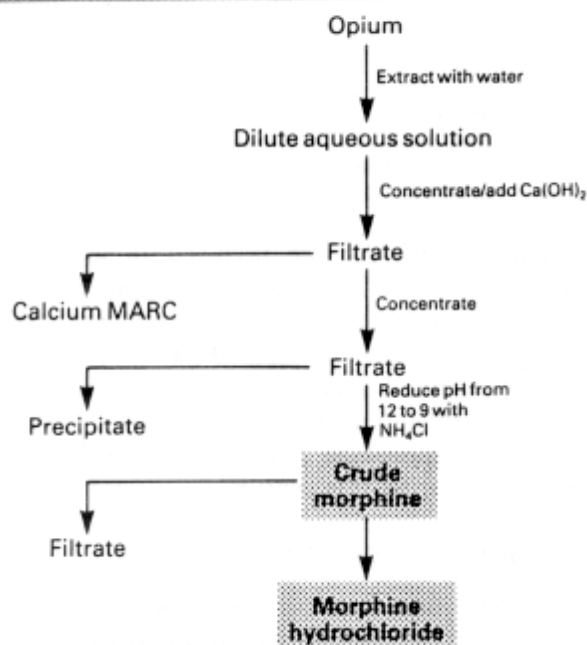 Opium
Extract with water
Dilute aqueous solution
Concentrate/add Ca(OH)₂
Filtrate
Calcium MARC
Concentrate
Filtrate
Reduce pH from
12 to 9 with
NH₄Cl
Precipitate
Crude
morphine
Filtrate
Morphine
hydrochloride